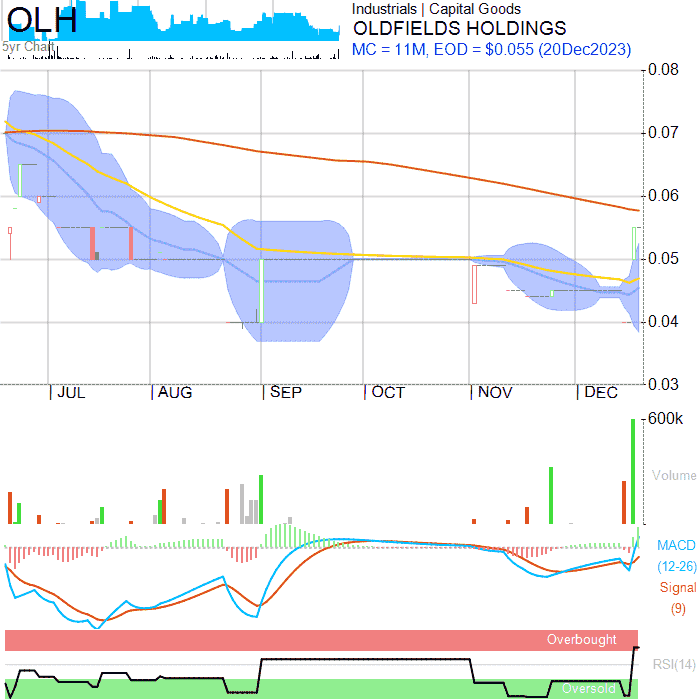 OLH
5yr Chart
Industrials | Capital Goods
OLDFIELDS HOLDINGS
MC = 11M, EOD = $0.055 (20Dec2023)
0.08
0.07
0.06
0.05
0.04
0.03
JUL AUG SEP OCT NOV DEC
600k
Volume
MACD
(12-26)
Signal
(9)
Overbought
RSI(14)
Oversold